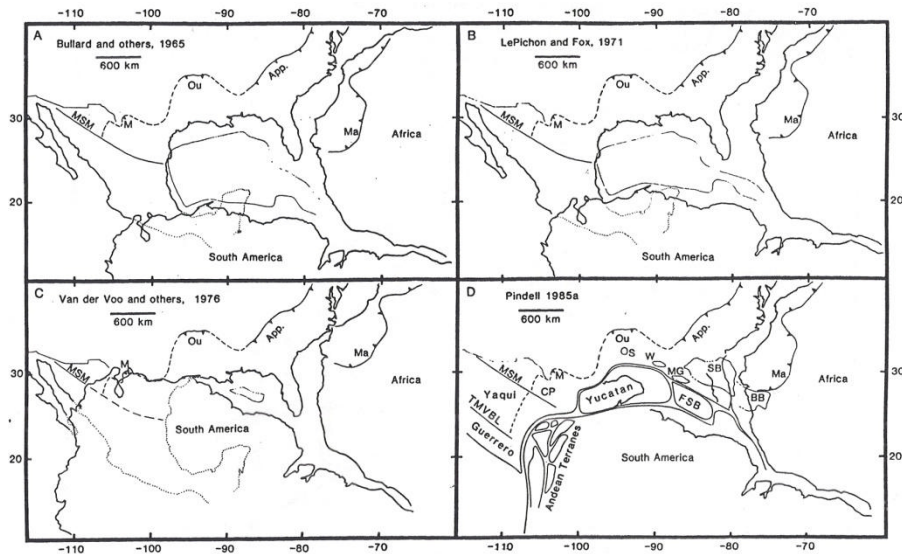 -110 -100 -90 -80 -70 -110 -100 -90 -80 -70
A
Bullard and others, 1965
600 km
Ou
App.
MSM
M
Ma
Africa
30
20
South America
B
LePichon and Fox, 1971
600 km
Ou
App.
MSM
M
Ma
Africa
30
20
South America
C
Van der Voo and others, 1976
600 km
Ou
App.
MSM
M
Ma
Africa
30
South America
20
D
Pindell 1985a
600 km
Ou
App.
OS
W
MG
SB
MSM
M
CP
Ma
Africa
30
Yaqui
Yucatan
FSB
BB
TMVBL
Guerrero
Andean Terranes
South America
20
-110 -100 -90 -80 -70 -110 -100 -90 -80 -70